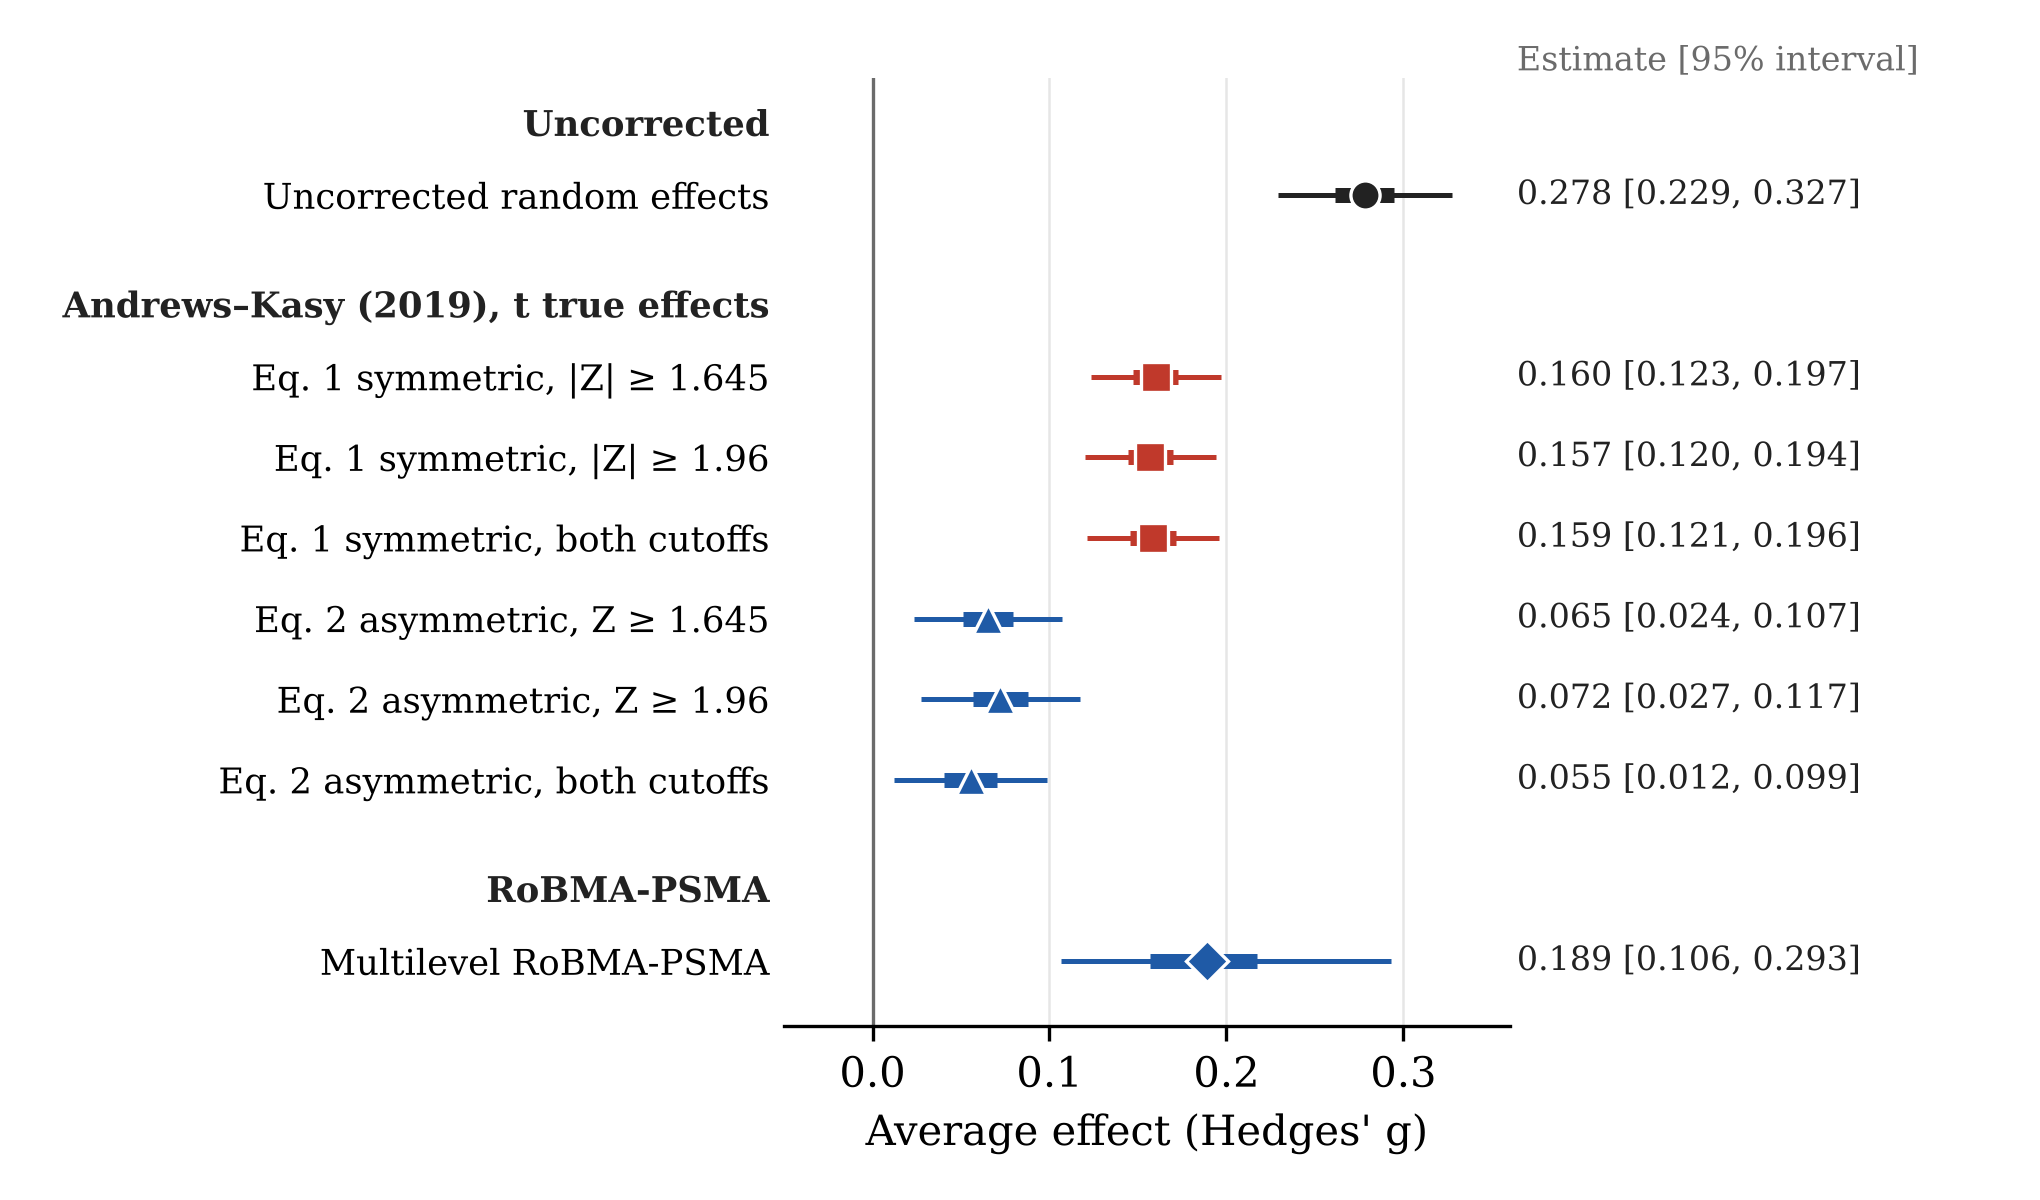 Estimate [95% interval]
Uncorrected
Uncorrected random effects 0.278 [0.229, 0.327]
Andrews–Kasy (2019), t true effects
Eq. 1 symmetric, |Z| ≥ 1.645 0.160 [0.123, 0.197]
Eq. 1 symmetric, |Z| ≥ 1.96 0.157 [0.120, 0.194]
Eq. 1 symmetric, both cutoffs 0.159 [0.121, 0.196]
Eq. 2 asymmetric, Z ≥ 1.645 0.065 [0.024, 0.107]
Eq. 2 asymmetric, Z ≥ 1.96 0.072 [0.027, 0.117]
Eq. 2 asymmetric, both cutoffs 0.055 [0.012, 0.099]
RoBMA-PSMA
Multilevel RoBMA-PSMA 0.189 [0.106, 0.293]
0.0 0.1 0.2 0.3
Average effect (Hedges' g)